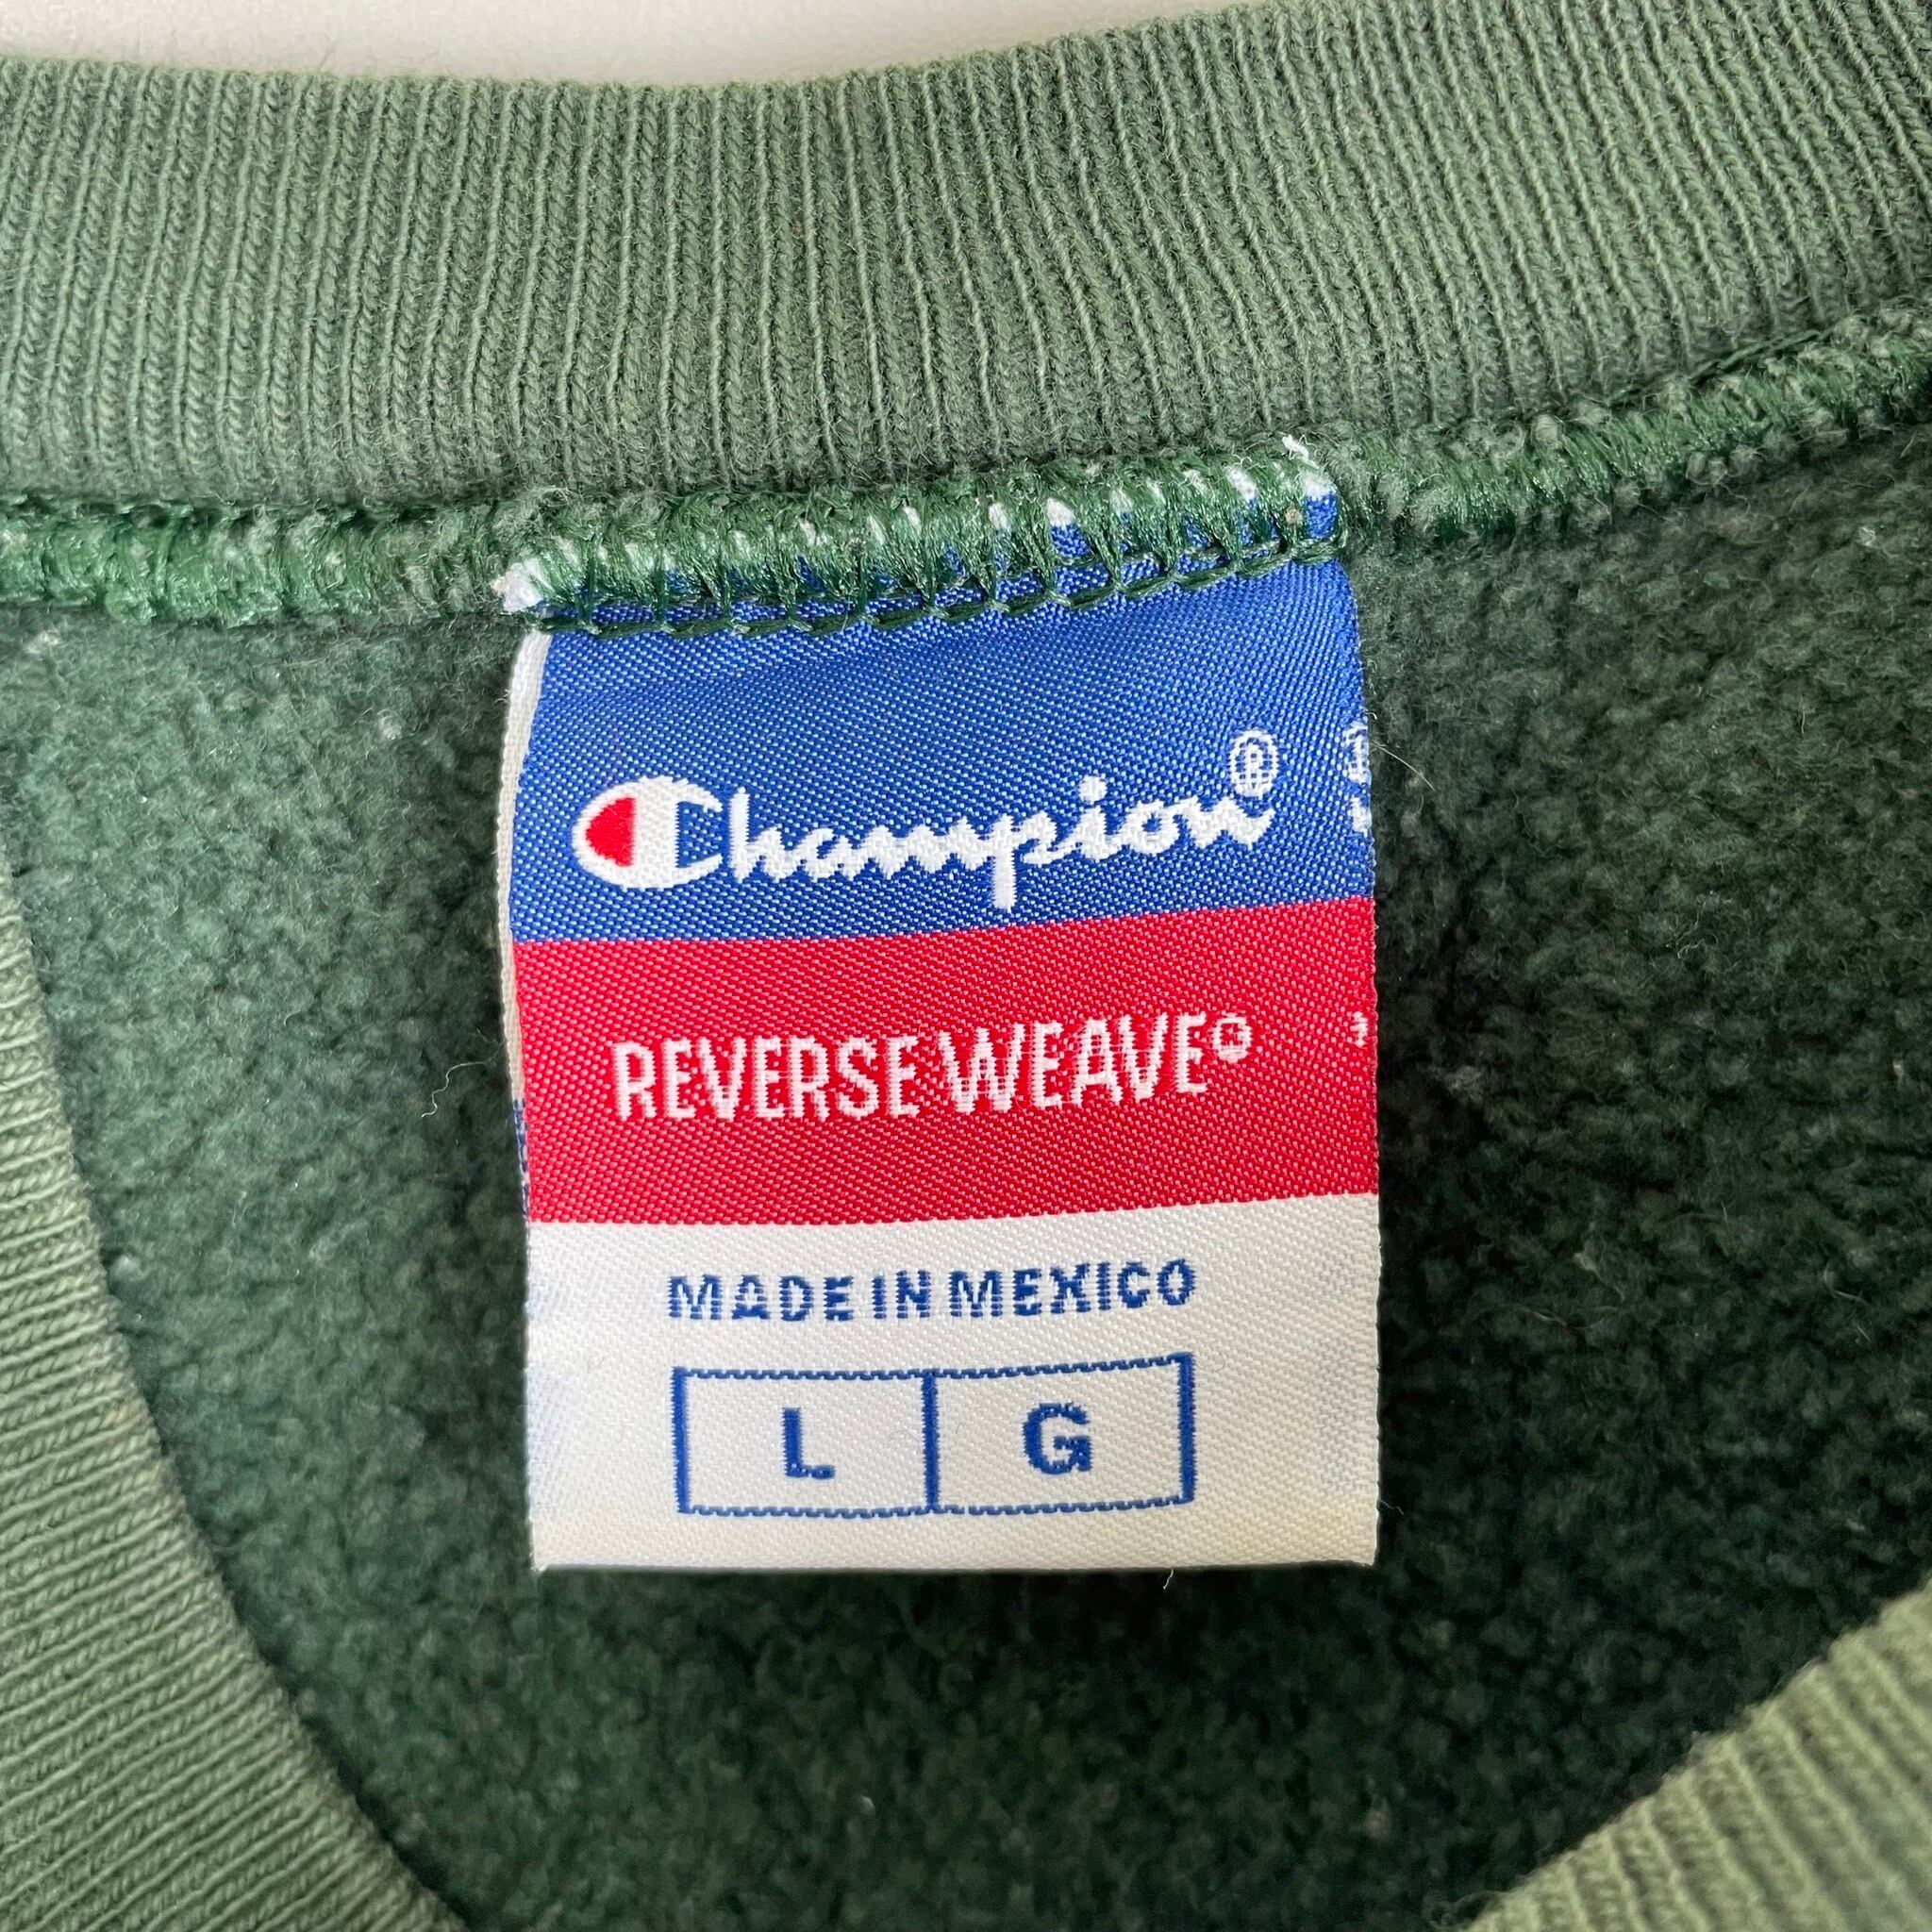 Champion®
REVERSE WEAVE®
MADE IN MEXICO
L G